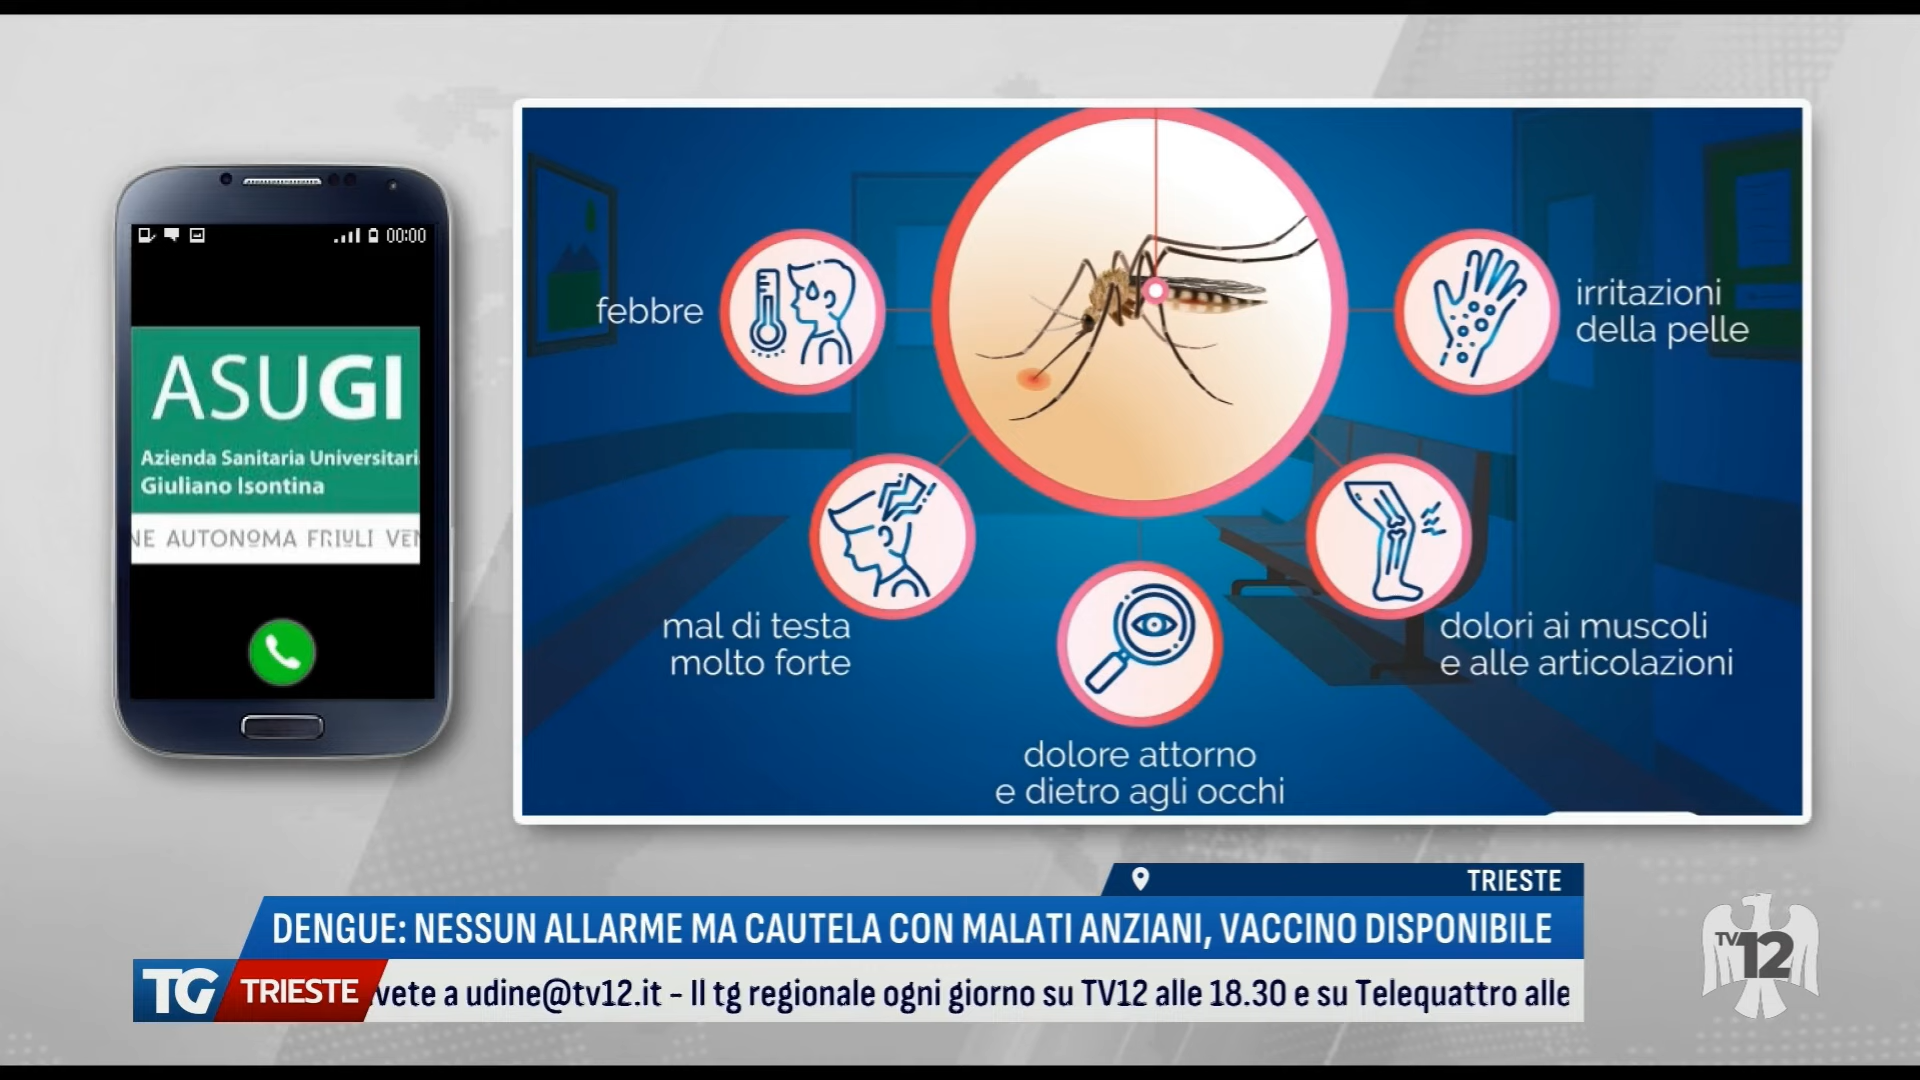 00:00
ASUGI
Azienda Sanitaria Universitari
Giuliano Isontina
NE AUTONOMA FRIULI VEN
febbre
irritazioni
della pelle
mal di testa
molto forte
dolori ai muscoli
e alle articolazioni
dolore attorno
e dietro agli occhi
TRIESTE
DENGUE: NESSUN ALLARME MA CAUTELA CON MALATI ANZIANI, VACCINO DISPONIBILE
TG TRIESTE
vete a udine@tv12.it - Il tg regionale ogni giorno su TV12 alle 18.30 e su Telequattro alle
TV12